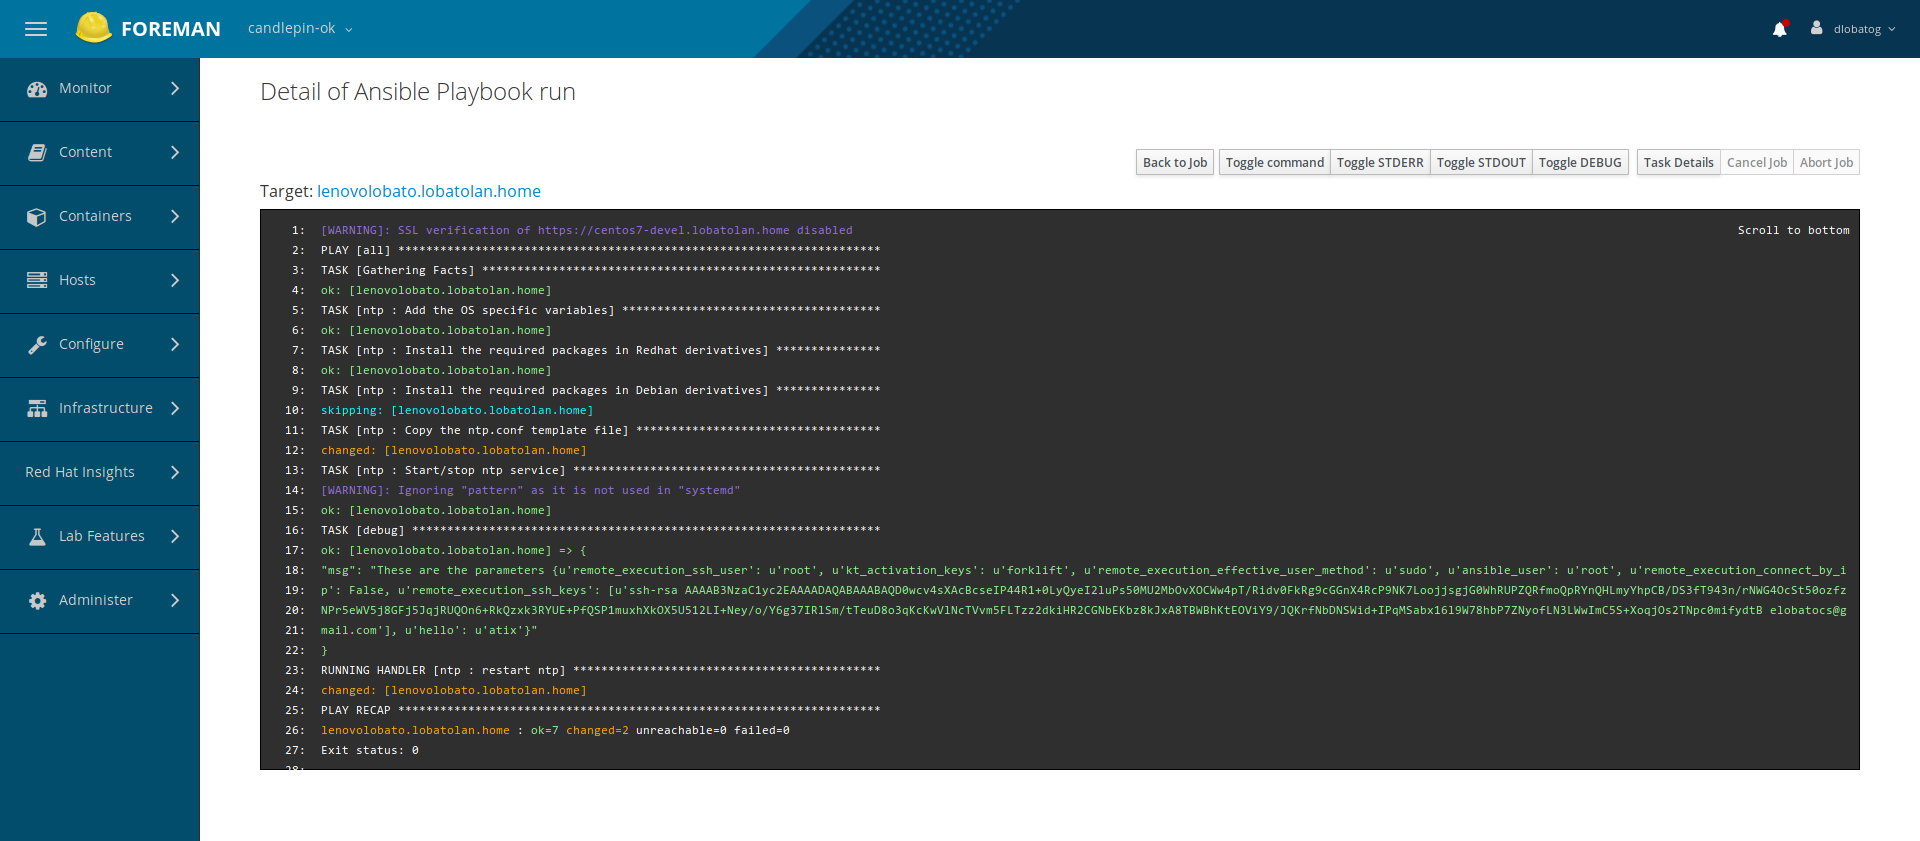 FOREMAN
candlepin-ok
dlobatog
Monitor
Content
Containers
Hosts
Configure
Infrastructure
Red Hat Insights
Lab Features
Administer
Detail of Ansible Playbook run
Back to Job Toggle command Toggle STDERR Toggle STDOUT Toggle DEBUG Task Details Cancel Job Abort Job
Target: lenovolobato.lobatolan.home
Scroll to bottom
1: [WARNING]: SSL verification of https://centos7-devel.lobatolan.home disabled
2: PLAY [all] *********************************************************************
3: TASK [Gathering Facts] *********************************************************
4: ok: [lenovolobato.lobatolan.home]
5: TASK [ntp : Add the OS specific variables] *************************************
6: ok: [lenovolobato.lobatolan.home]
7: TASK [ntp : Install the required packages in Redhat derivatives] ***************
8: ok: [lenovolobato.lobatolan.home]
9: TASK [ntp : Install the required packages in Debian derivatives] ***************
10: skipping: [lenovolobato.lobatolan.home]
11: TASK [ntp : Copy the ntp.conf template file] ***********************************
12: changed: [lenovolobato.lobatolan.home]
13: TASK [ntp : Start/stop ntp service] ********************************************
14: [WARNING]: Ignoring "pattern" as it is not used in "systemd"
15: ok: [lenovolobato.lobatolan.home]
16: TASK [debug] *******************************************************************
17: ok: [lenovolobato.lobatolan.home] => {
18: "msg": "These are the parameters {u'remote_execution_ssh_user': u'root', u'kt_activation_keys': u'forklift', u'remote_execution_effective_user_method': u'sudo', u'ansible_user': u'root', u'remote_execution_connect_by_i
19: p': False, u'remote_execution_ssh_keys': [u'ssh-rsa AAAAB3NzaC1yc2EAAAADAQABAAABAQD0wcv4sXAcBcseIP44R1+0LyQyeI2luPs50MU2MbOvXOCWw4pT/Ridv0FkRg9cGGnX4RcP9NK7LoojjsgjG0WhRUPZQRfmoQpRYnQHLmyYhpCB/DS3fT943n/rNWG4OcSt50ozfz
20: NPr5eWV5j8GFj5JqjRUQOn6+RkQzxk3RYUE+PfQSP1muxhXkOX5U512LI+Ney/o/Y6g37IRlSm/tTeuD8o3qKcKwVlNcTVvm5FLTzz2dkiHR2CGNbEKbz8kJxA8TBWBhKtEOViY9/JQKrfNbDNSWid+IPqMSabx16l9W78hbP7ZNyofLN3LWwImC5S+XoqjOs2TNpc0mifydtB elobatocs@g
21: mail.com'], u'hello': u'atix'}"
22: }
23: RUNNING HANDLER [ntp : restart ntp] ********************************************
24: changed: [lenovolobato.lobatolan.home]
25: PLAY RECAP *********************************************************************
26: lenovolobato.lobatolan.home : ok=7 changed=2 unreachable=0 failed=0
27: Exit status: 0
28: